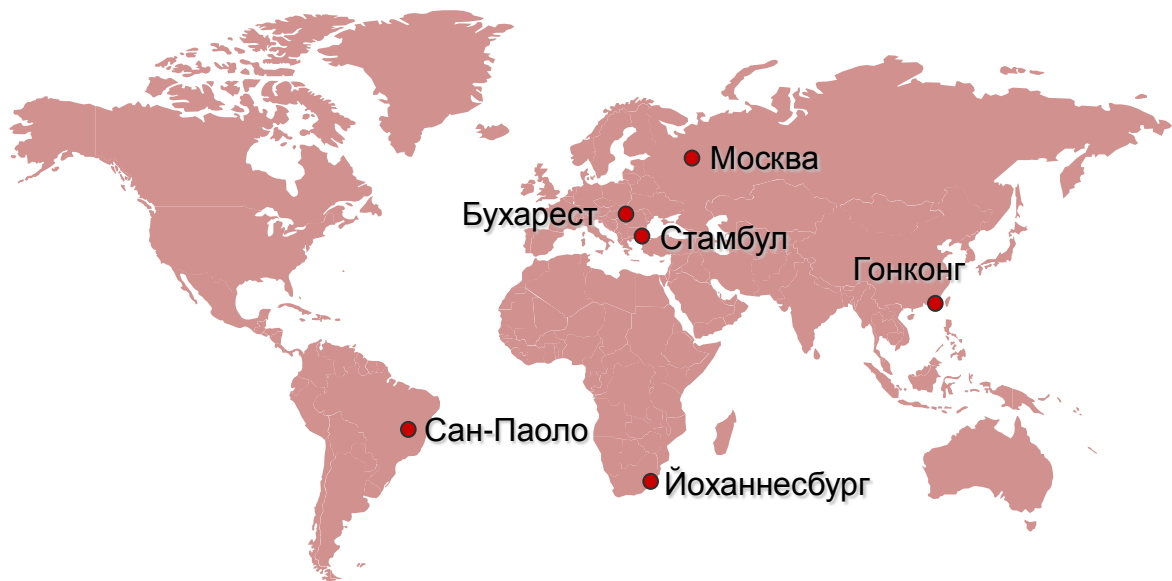 Москва
Бухарест
Стамбул
Гонконг
Сан-Паоло
Йоханнесбург